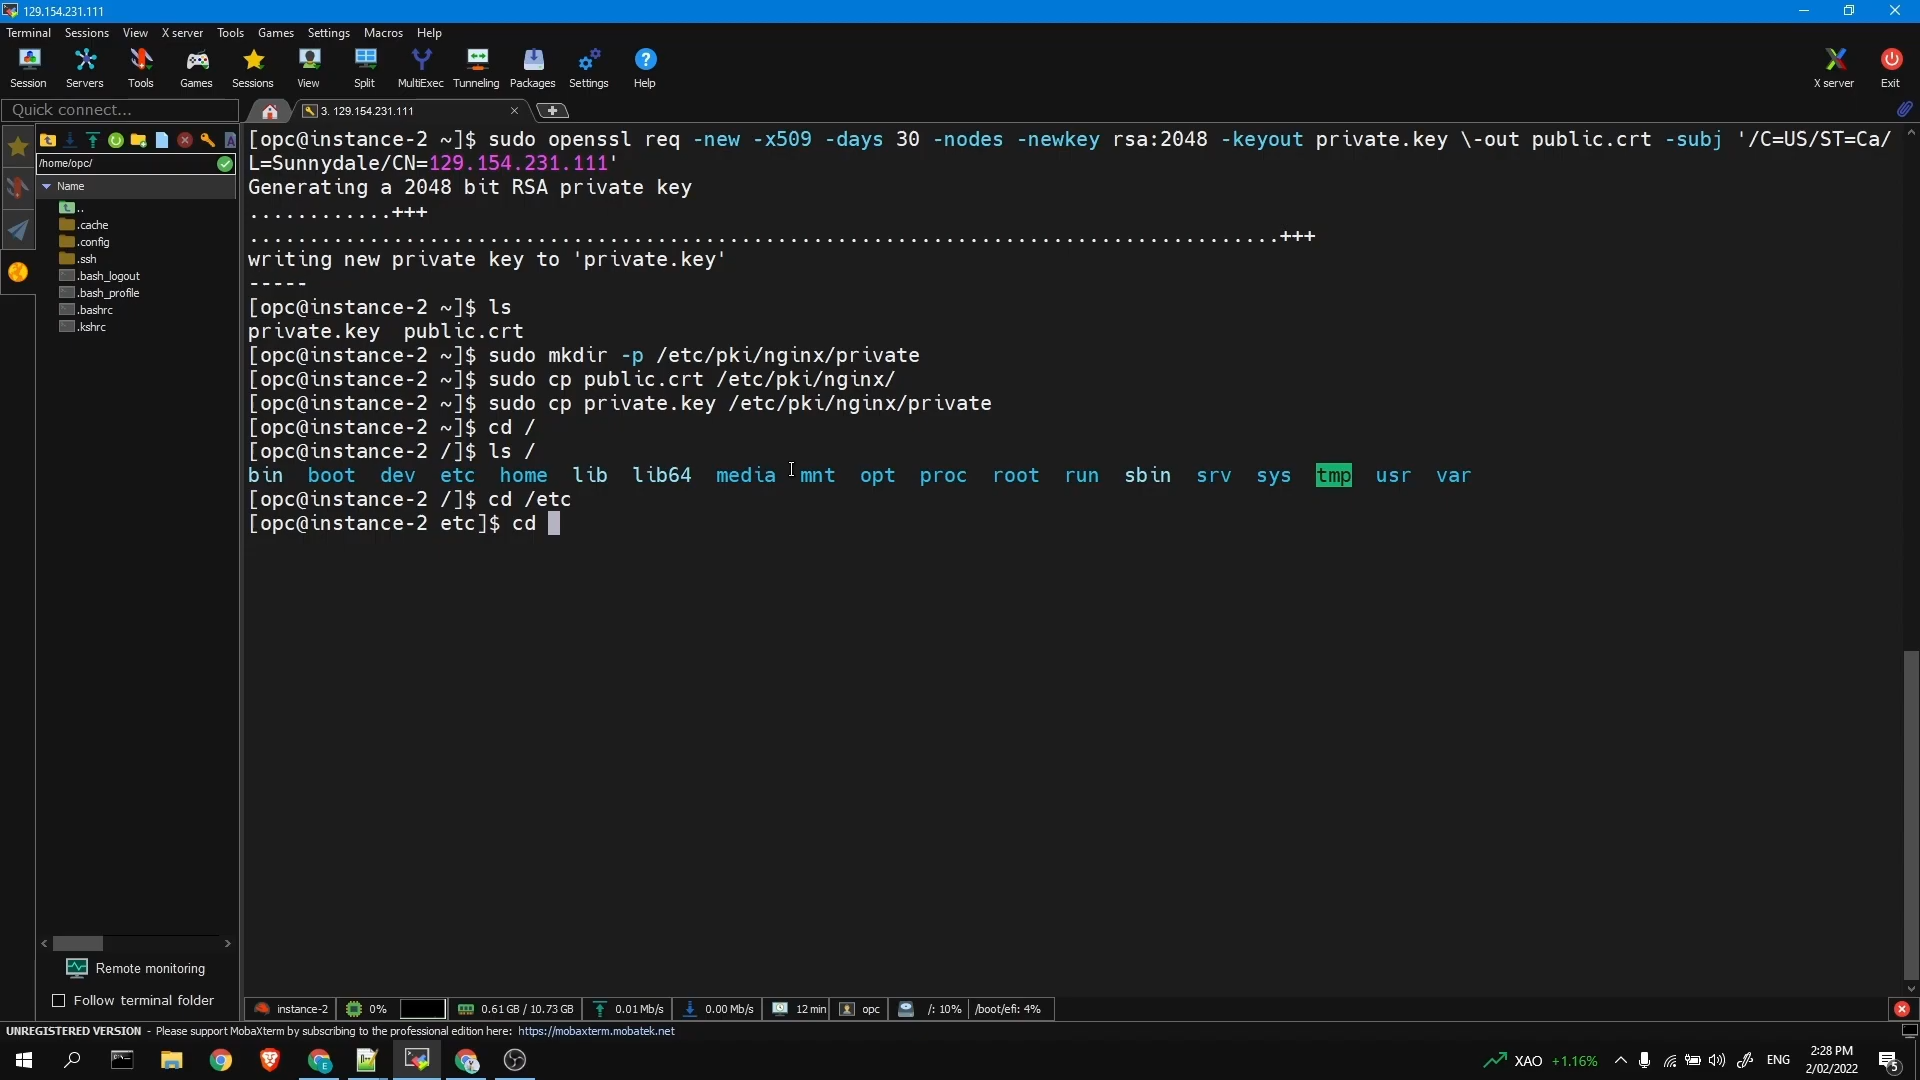 129.154.231.111
Terminal Sessions View X server Tools Games Settings Macros Help
Session Servers Tools Games Sessions View Split MultiExec Tunneling Packages Settings Help X server Exit
Quick connect...
3. 129.154.231.111
/home/opc/
Name
..
.cache
.config
.ssh
.bash_logout
.bash_profile
.bashrc
.kshrc
[opc@instance-2 ~]$ sudo openssl req -new -x509 -days 30 -nodes -newkey rsa:2048 -keyout private.key \-out public.crt -subj '/C=US/ST=Ca/
L=Sunnydale/CN=129.154.231.111'
Generating a 2048 bit RSA private key
............+++
......................................................................................+++
writing new private key to 'private.key'
-----
[opc@instance-2 ~]$ ls
private.key  public.crt
[opc@instance-2 ~]$ sudo mkdir -p /etc/pki/nginx/private
[opc@instance-2 ~]$ sudo cp public.crt /etc/pki/nginx/
[opc@instance-2 ~]$ sudo cp private.key /etc/pki/nginx/private
[opc@instance-2 ~]$ cd /
[opc@instance-2 /]$ ls /
bin  boot  dev  etc  home  lib  lib64  media  mnt  opt  proc  root  run  sbin  srv  sys  tmp  usr  var
[opc@instance-2 /]$ cd /etc
[opc@instance-2 etc]$ cd
Remote monitoring
Follow terminal folder
instance-2 0% 0.61 GB / 10.73 GB 0.01 Mb/s 0.00 Mb/s 12 min opc /: 10% /boot/efi: 4%
UNREGISTERED VERSION - Please support MobaXterm by subscribing to the professional edition here: https://mobaxterm.mobatek.net
XAO +1.16% ENG 2:28 PM
2/02/2022
5